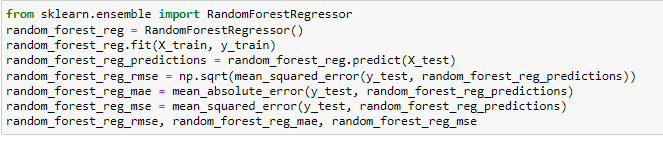 from sklearn.ensemble import RandomForestRegressor
random_forest_reg = RandomForestRegressor()
random_forest_reg.fit(X_train, y_train)
random_forest_reg_predictions = random_forest_reg.predict(X_test)
random_forest_reg_rmse = np.sqrt(mean_squared_error(y_test, random_forest_reg_predictions))
random_forest_reg_mae = mean_absolute_error(y_test, random_forest_reg_predictions)
random_forest_reg_mse = mean_squared_error(y_test, random_forest_reg_predictions)
random_forest_reg_rmse, random_forest_reg_mae, random_forest_reg_mse